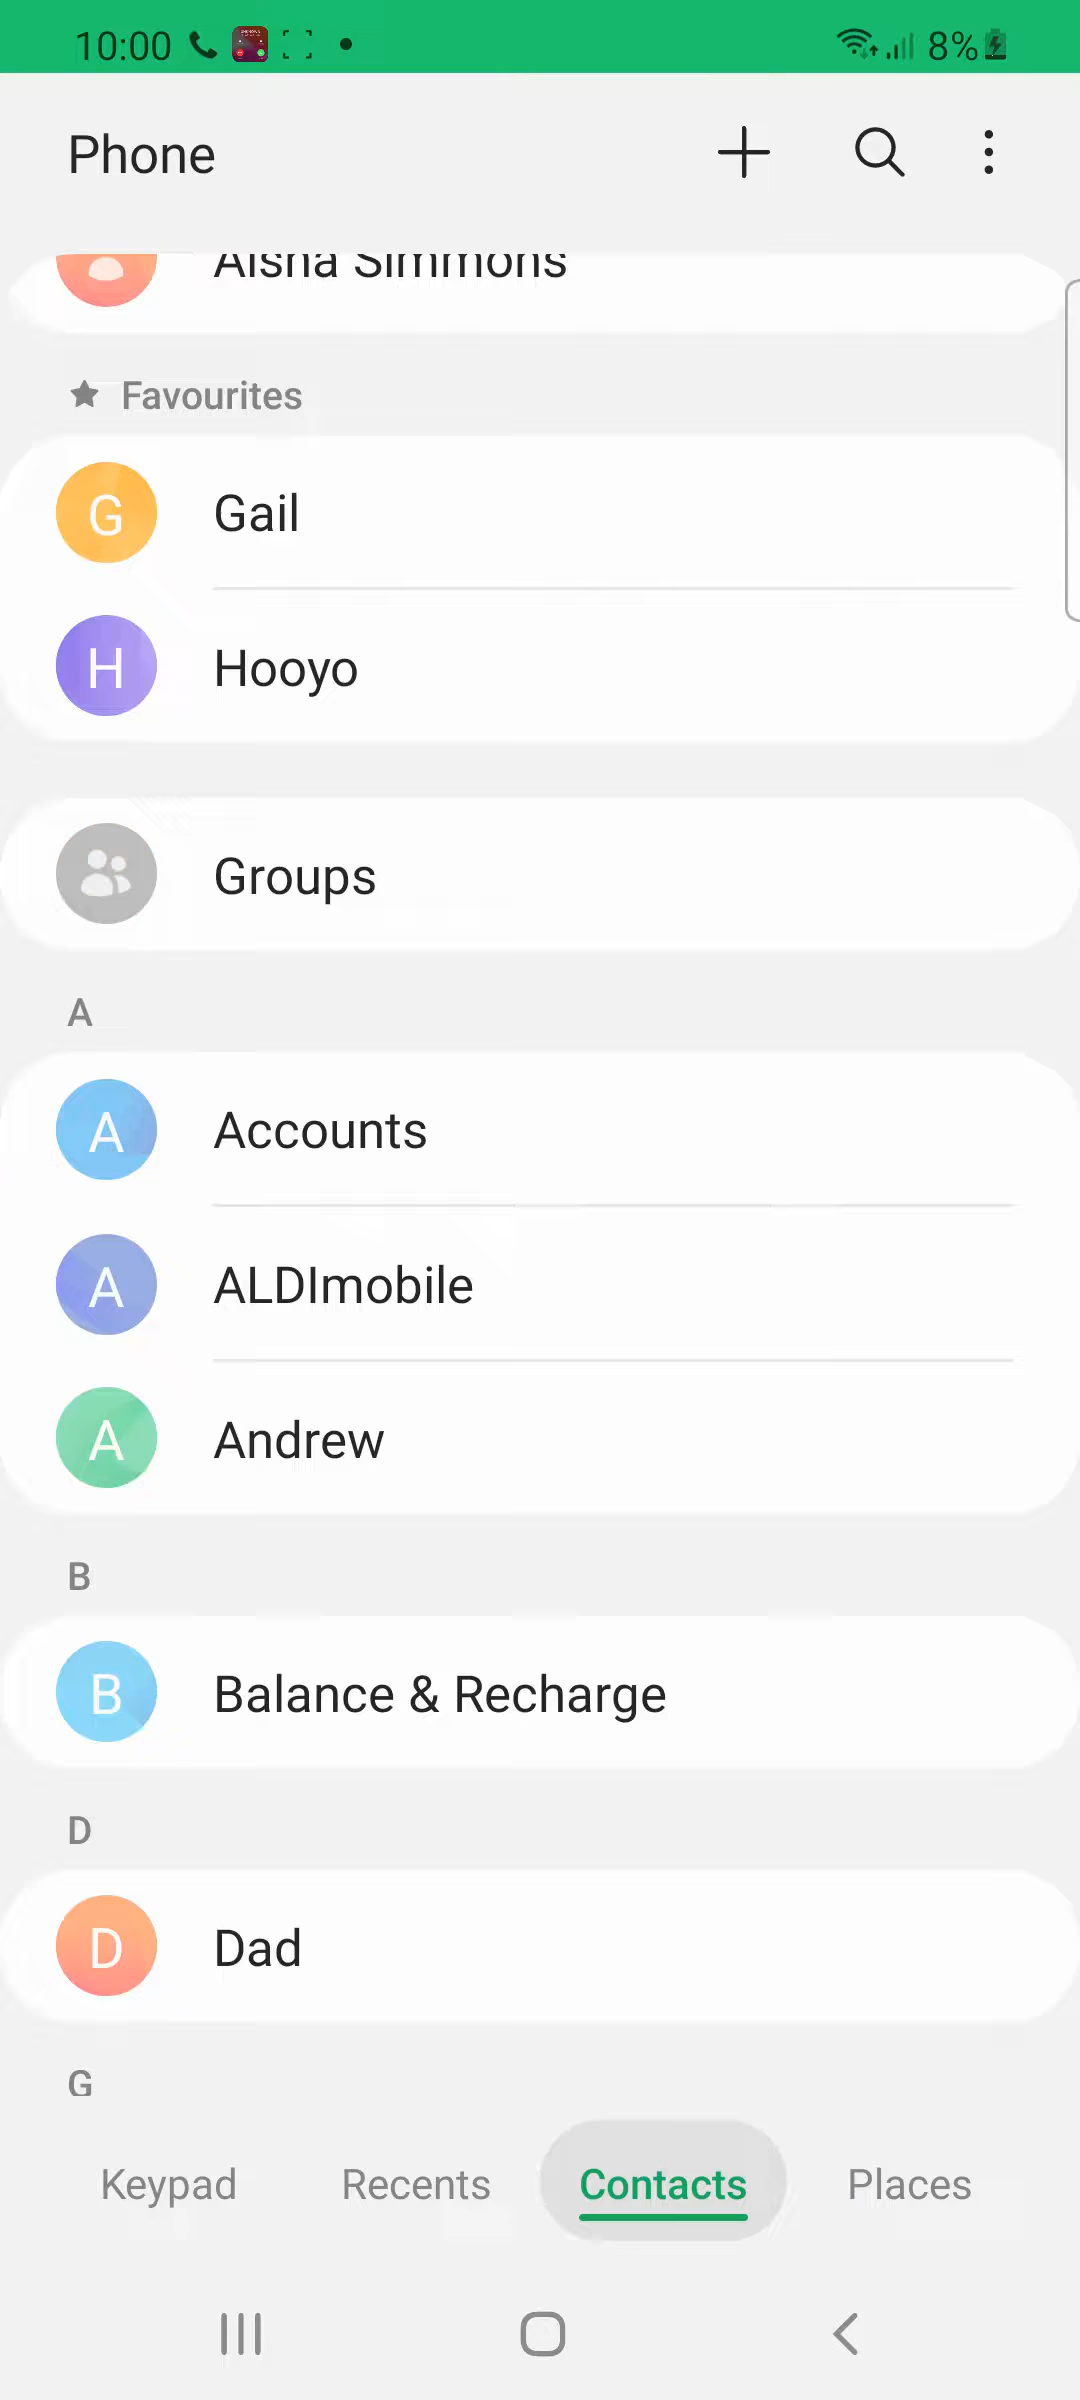 10:00
8%
Phone
Aisha Simmons
Favourites
G
Gail
H
Hooyo
Groups
A
A
Accounts
A
ALDImobile
A
Andrew
B
B
Balance & Recharge
D
D
Dad
G
Keypad
Recents
Contacts
Places